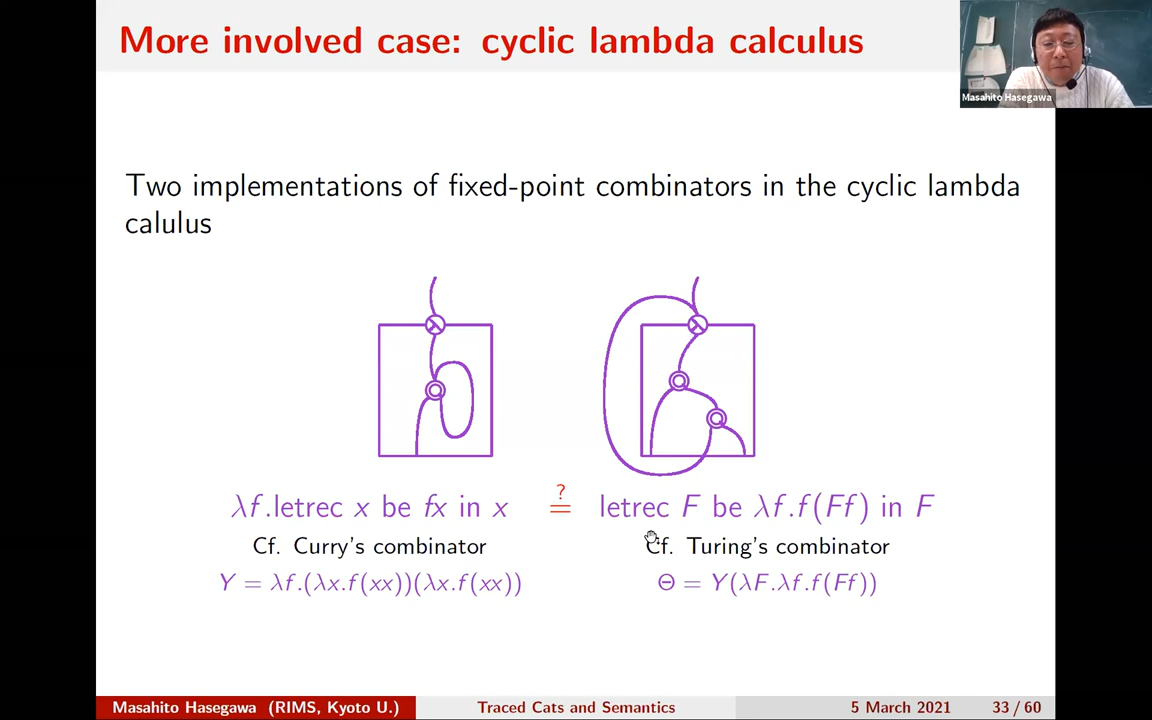 More involved case: cyclic lambda calculus
Masahito Hasegawa
Two implementations of fixed-point combinators in the cyclic lambda
calulus
λ
λ
λf.letrec x be fx in x
?
=
letrec F be λf.f(Ff) in F
Cf. Curry's combinator
Cf. Turing's combinator
Y = λf.(λx.f(xx))(λx.f(xx))
Θ = Y(λF.λf.f(Ff))
Masahito Hasegawa (RIMS, Kyoto U.)
Traced Cats and Semantics
5 March 2021
33 / 60